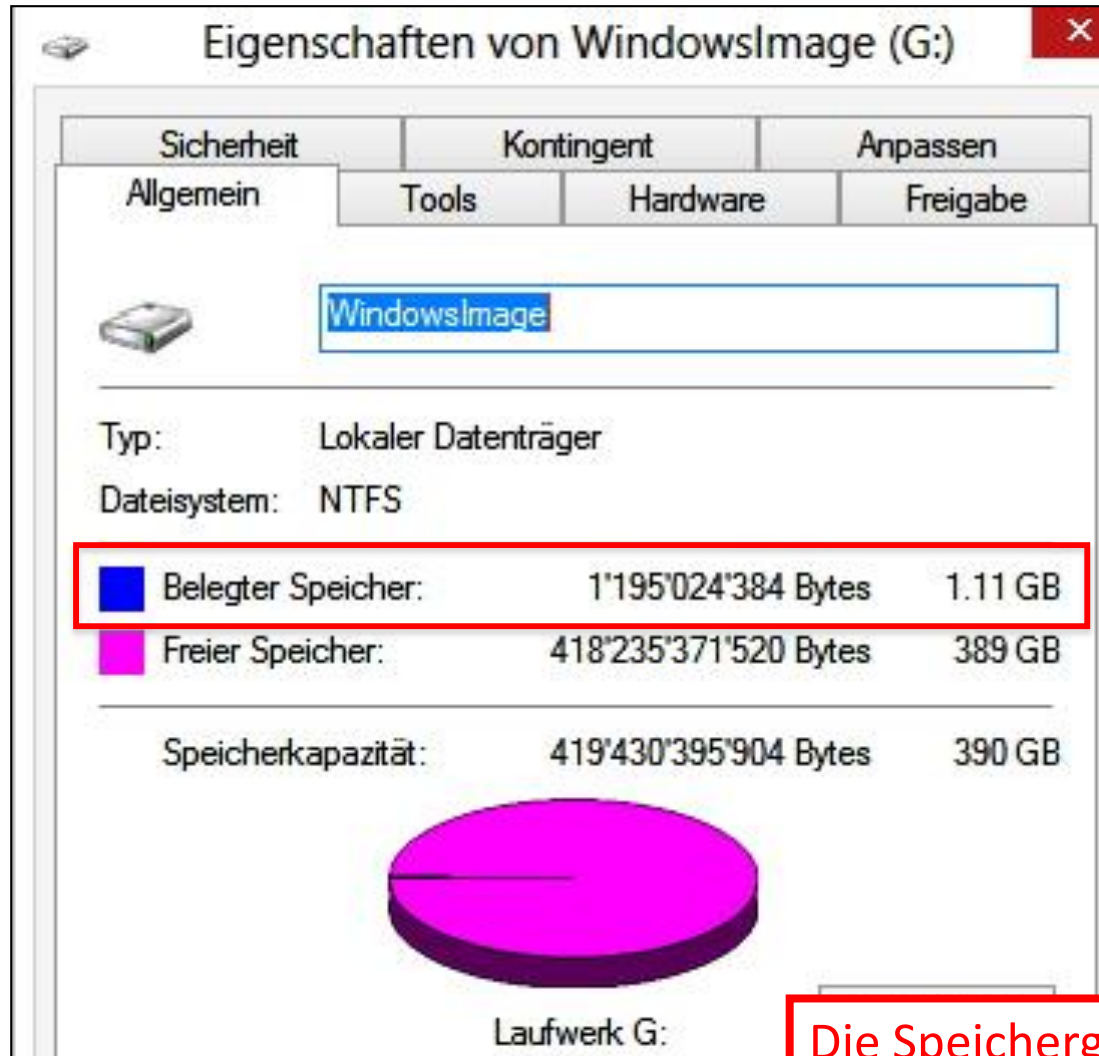 Eigenschaften von WindowsImage (G:)
Sicherheit Kontingent Anpassen
Allgemein Tools Hardware Freigabe
WindowsImage
Typ: Lokaler Datenträger
Dateisystem: NTFS
Belegter Speicher: 1'195'024'384 Bytes 1.11 GB
Freier Speicher: 418'235'371'520 Bytes 389 GB
Speicherkapazität: 419'430'395'904 Bytes 390 GB
Laufwerk G:
Die Speicherg